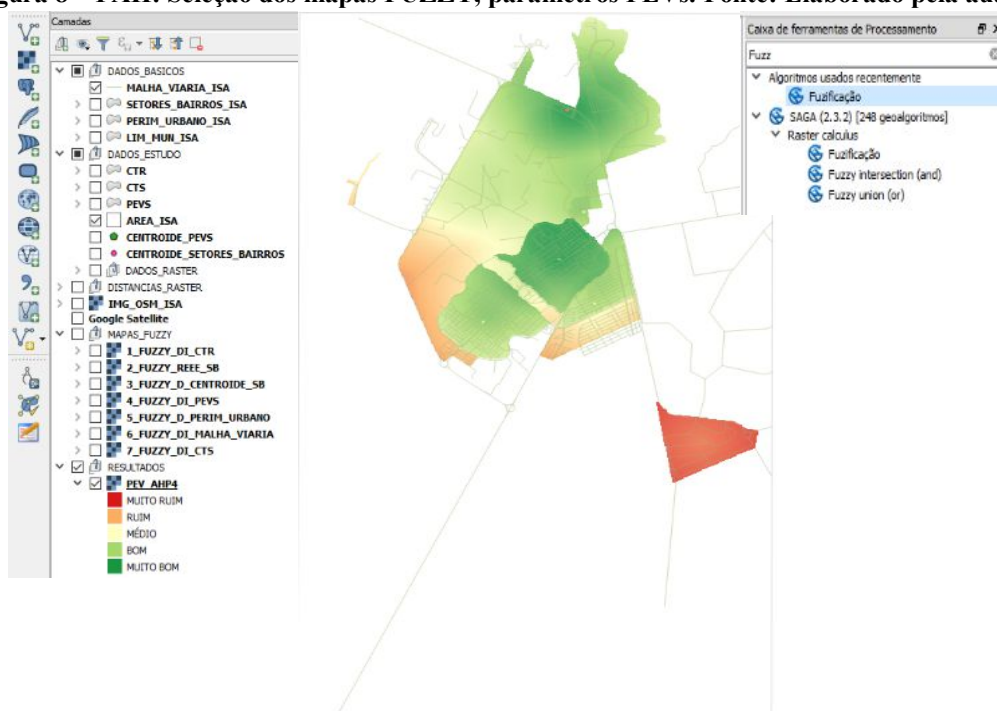 gura 6 – PAH: Seleção dos mapas FUZZY, parâmetros PEVs. Fonte: Elaborado pela au
Camadas
DADOS_BASICOS
MALHA_VIARIA_ISA
SETORES_BAIRROS_ISA
PERIM_URBANO_ISA
LIM_MUN_ISA
DADOS_ESTUDO
CTR
CTS
PEVS
AREA_ISA
CENTROIDE_PEVS
CENTROIDE_SETORES_BAIRROS
DADOS_RASTER
DISTANCIAS_RASTER
IMG_OSM_ISA
Google Satellite
MAPAS_FUZZY
1_FUZZY_DI_CTR
2_FUZZY_REEE_SB
3_FUZZY_D_CENTROIDE_SB
4_FUZZY_DI_PEVS
5_FUZZY_D_PERIM_URBANO
6_FUZZY_DI_MALHA_VIARIA
7_FUZZY_DI_CTS
RESULTADOS
PEV_AHP4
MUITO RUIM
RUIM
MÉDIO
BOM
MUITO BOM
Caixa de ferramentas de Processamento
Fuzz
Algoritmos usados recentemente
Fuzificação
SAGA (2.3.2) [248 geoalgoritmos]
Raster calculus
Fuzificação
Fuzzy intersection (and)
Fuzzy union (or)